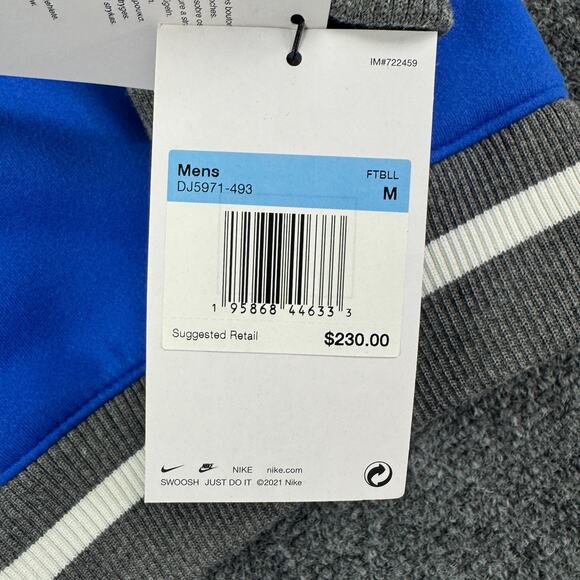 IM#722459
Mens FTBLL
DJ5971-493 M
1 95868 44633 3
Suggested Retail $230.00
NIKE nike.com
SWOOSH JUST DO IT ©2021 Nike